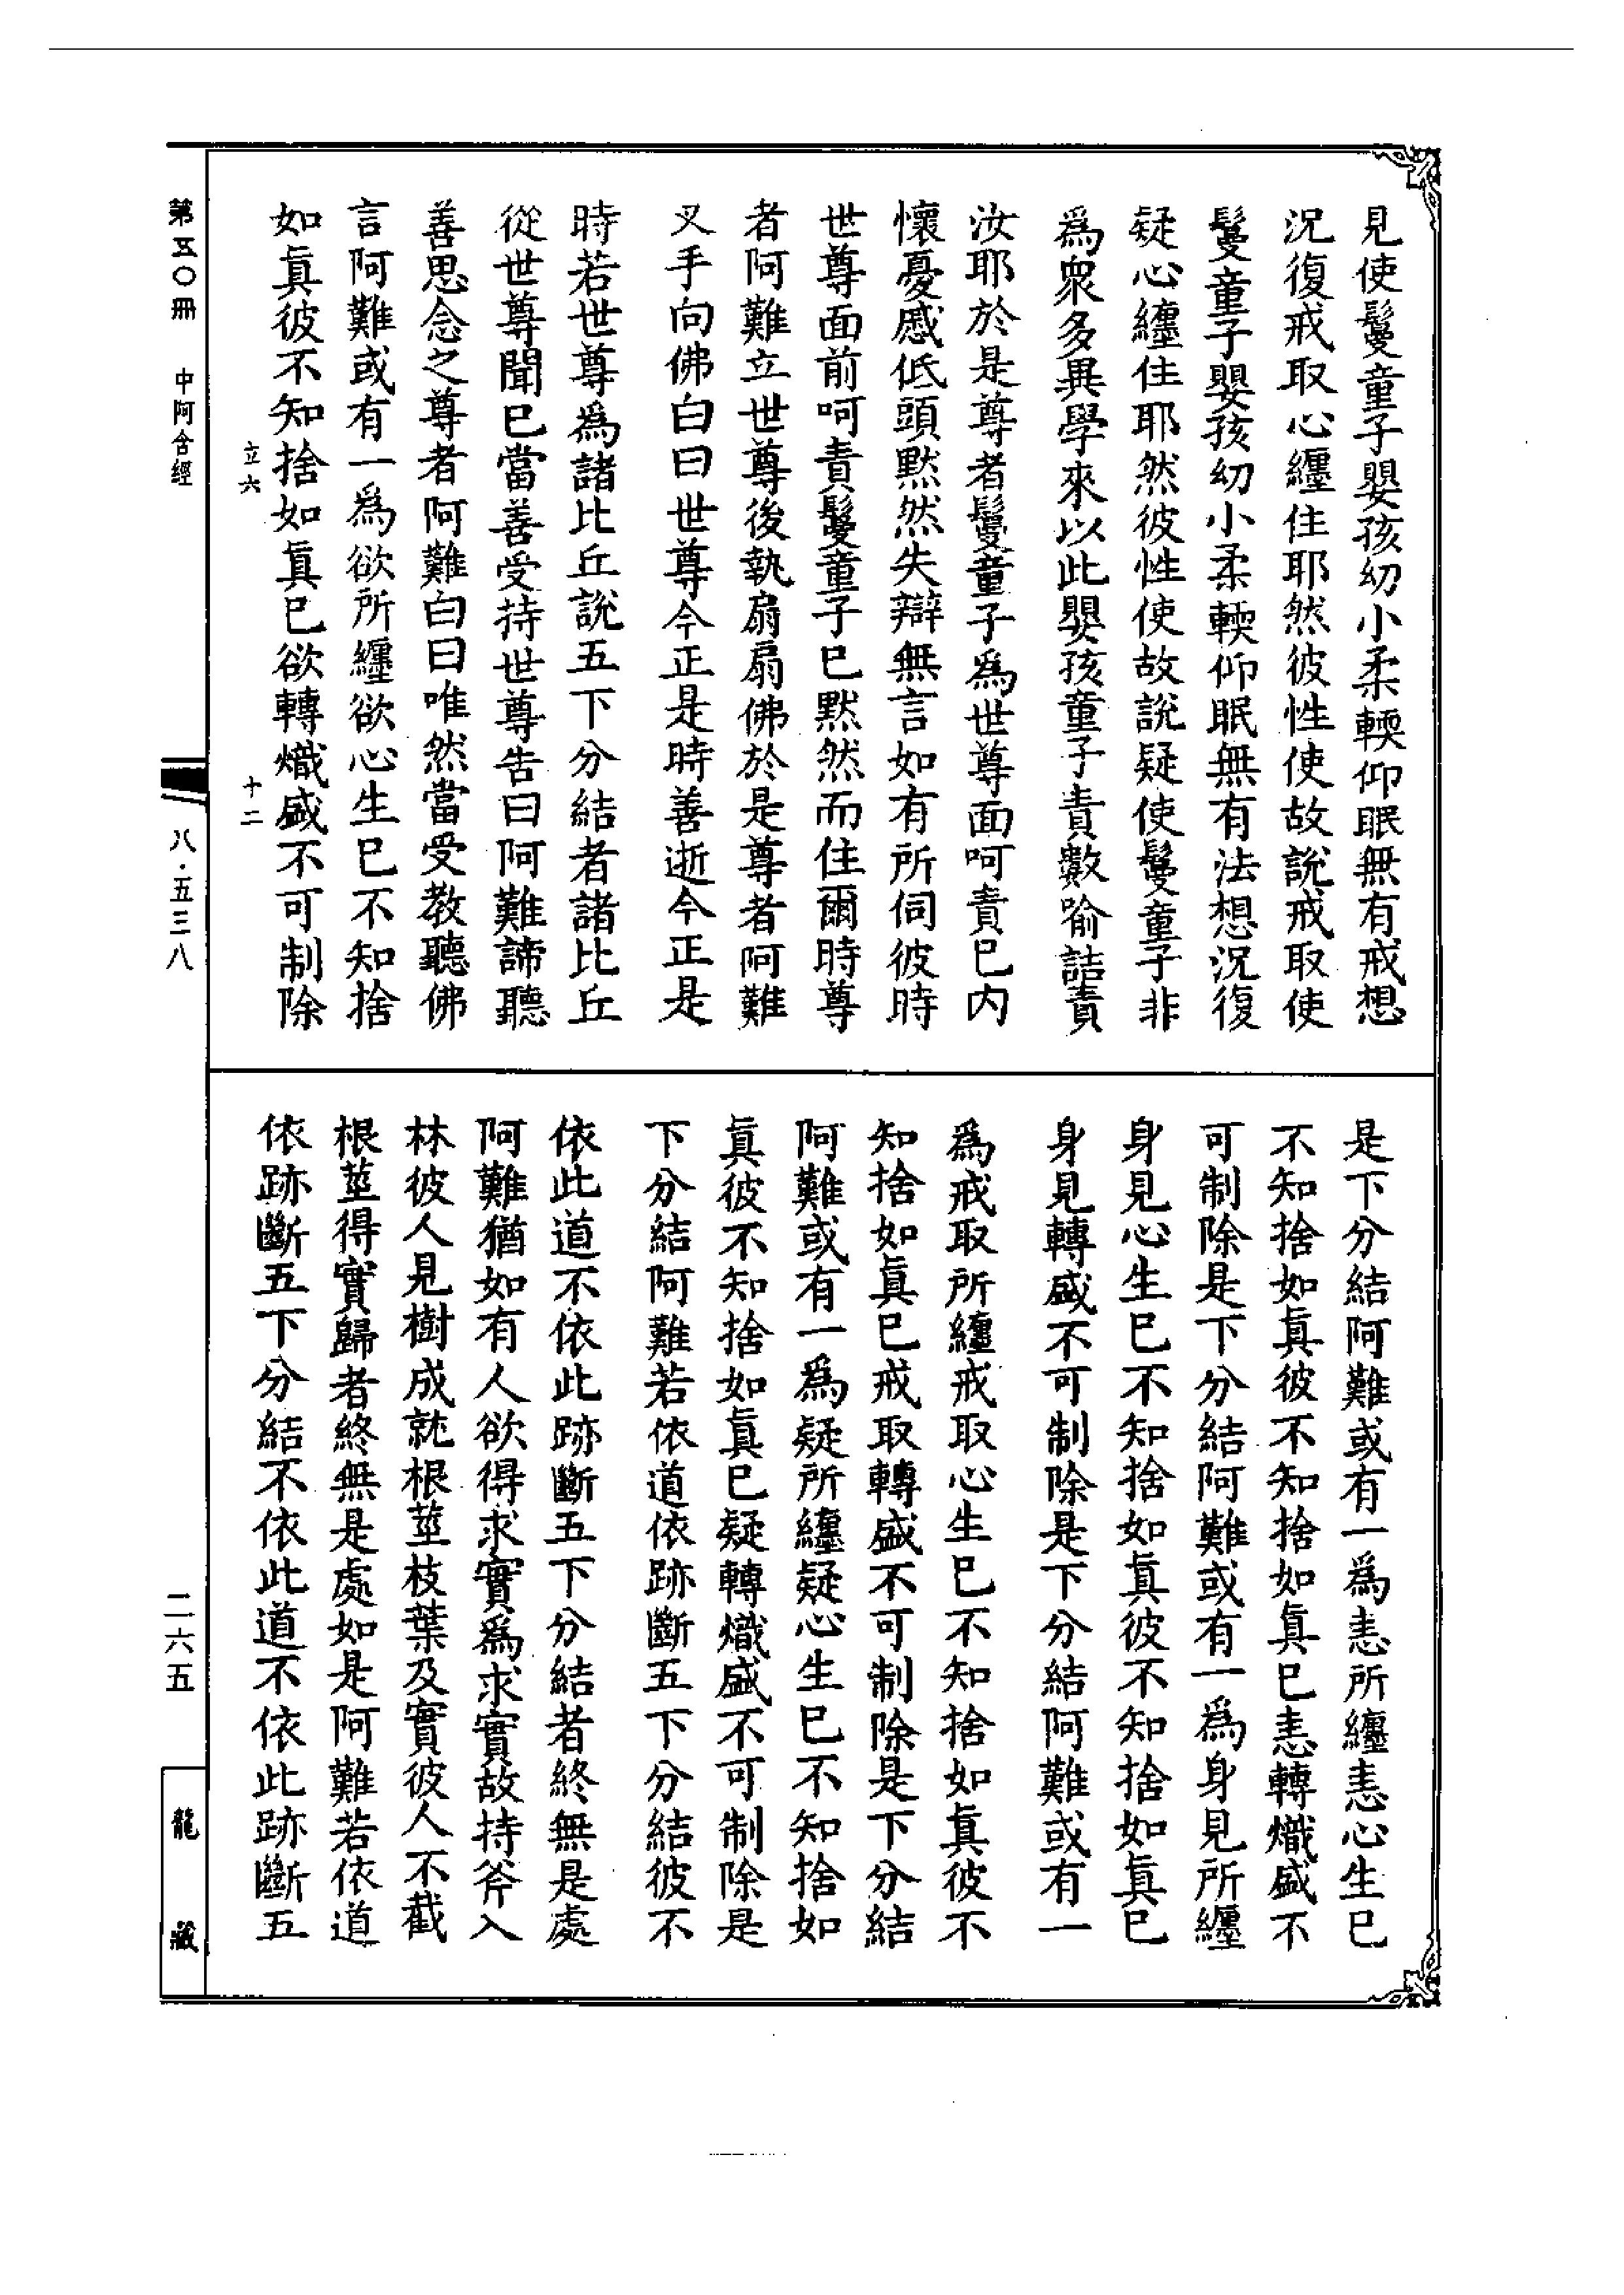 見使鬘童子嬰孩幼小柔輭仰眠無有戒想
況復戒取心纏住耶然彼性使故說戒取使
鬘童子嬰孩幼小柔輭仰眠無有法想況復
疑心纏住耶然彼性使故說疑使鬘童子非
為眾多異學來以此嬰孩童子責數喻詰責
汝耶於是尊者鬘童子為世尊面呵責已內
懷憂慼低頭默然失辯無言如有所伺彼時
世尊面前呵責鬘童子已默然而住爾時尊
者阿難立世尊後執扇扇佛於是尊者阿難
叉手向佛白曰世尊今正是時善逝今正是
時若世尊為諸比丘說五下分結者諸比丘
從世尊聞已當善受持世尊告曰阿難諦聽
善思念之尊者阿難白曰唯然當受教聽佛
言阿難或有一為欲所纏欲心生已不知捨
如真彼不知捨如真已欲轉熾盛不可制除
立六 十二
是下分結阿難或有一為恚所纏恚心生已
不知捨如真彼不知捨如真已恚轉熾盛不
可制除是下分結阿難或有一為身見所纏
身見心生已不知捨如真彼不知捨如真已
身見轉盛不可制除是下分結阿難或有一
為戒取所纏戒取心生已不知捨如真彼不
知捨如真已戒取轉盛不可制除是下分結
阿難或有一為疑所纏疑心生已不知捨如
真彼不知捨如真已疑轉熾盛不可制除是
下分結阿難若依道依跡斷五下分結彼不
依此道不依此跡斷五下分結者終無是處
阿難猶如有人欲得求實為求實故持斧入
林彼人見樹成就根莖枝葉及實彼人不截
根莖得實歸者終無是處如是阿難若依道
依跡斷五下分結不依此道不依此跡斷五
第五〇冊 中阿含經
八·五三八
二六五
龍藏